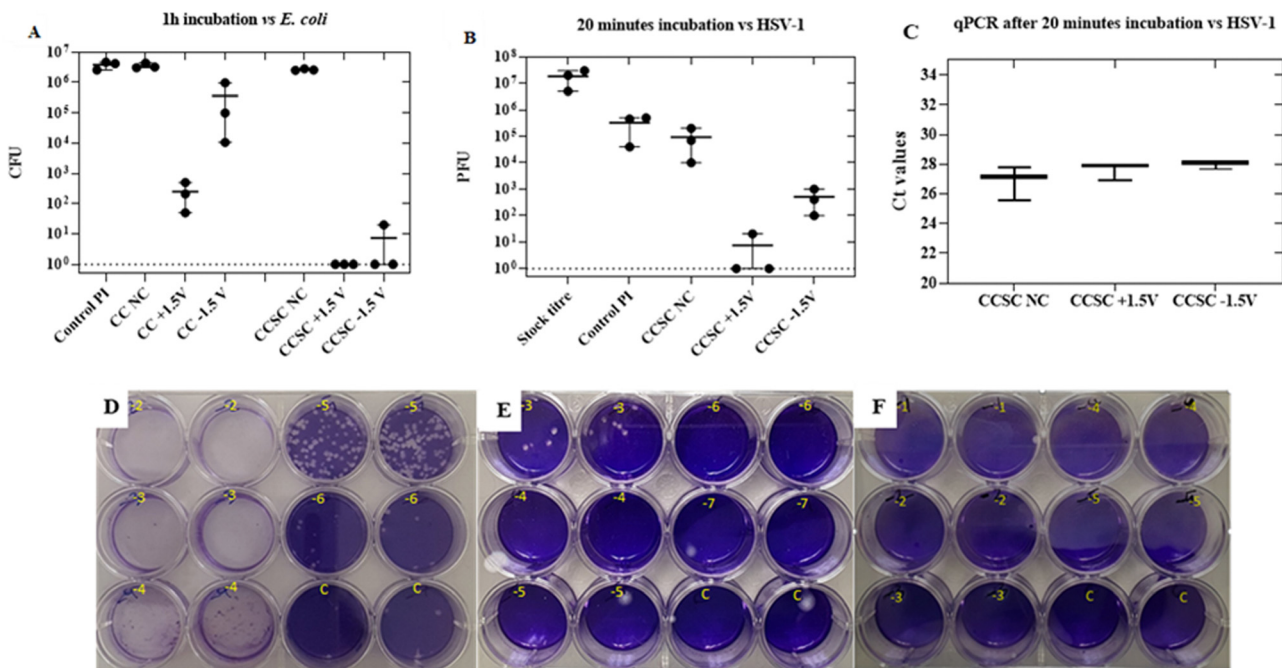 A
1h incubation vs E. coli
CFU
10^7
10^6
10^5
10^4
10^3
10^2
10^1
10^0
Control PI
CC NC
CC +1.5V
CC -1.5 V
CCSC NC
CCSC +1.5 V
CCSC -1.5V
B
20 minutes incubation vs HSV-1
PFU
10^8
10^7
10^6
10^5
10^4
10^3
10^2
10^1
10^0
Stock titre
Control PI
CCSC NC
CCSC +1.5V
CCSC -1.5V
C
qPCR after 20 minutes incubation vs HSV-1
Ct values
34
32
30
28
26
24
22
20
CCSC NC
CCSC +1.5V
CCSC -1.5V
D
-2 -2 -5 -5
-3 -3 -6 -6
-4 -4 C C
E
-3 -3 -6 -6
-4 -4 -7 -7
-5 -5 C C
F
-1 -1 -4 -4
-2 -2 -5 -5
-3 -3 C C